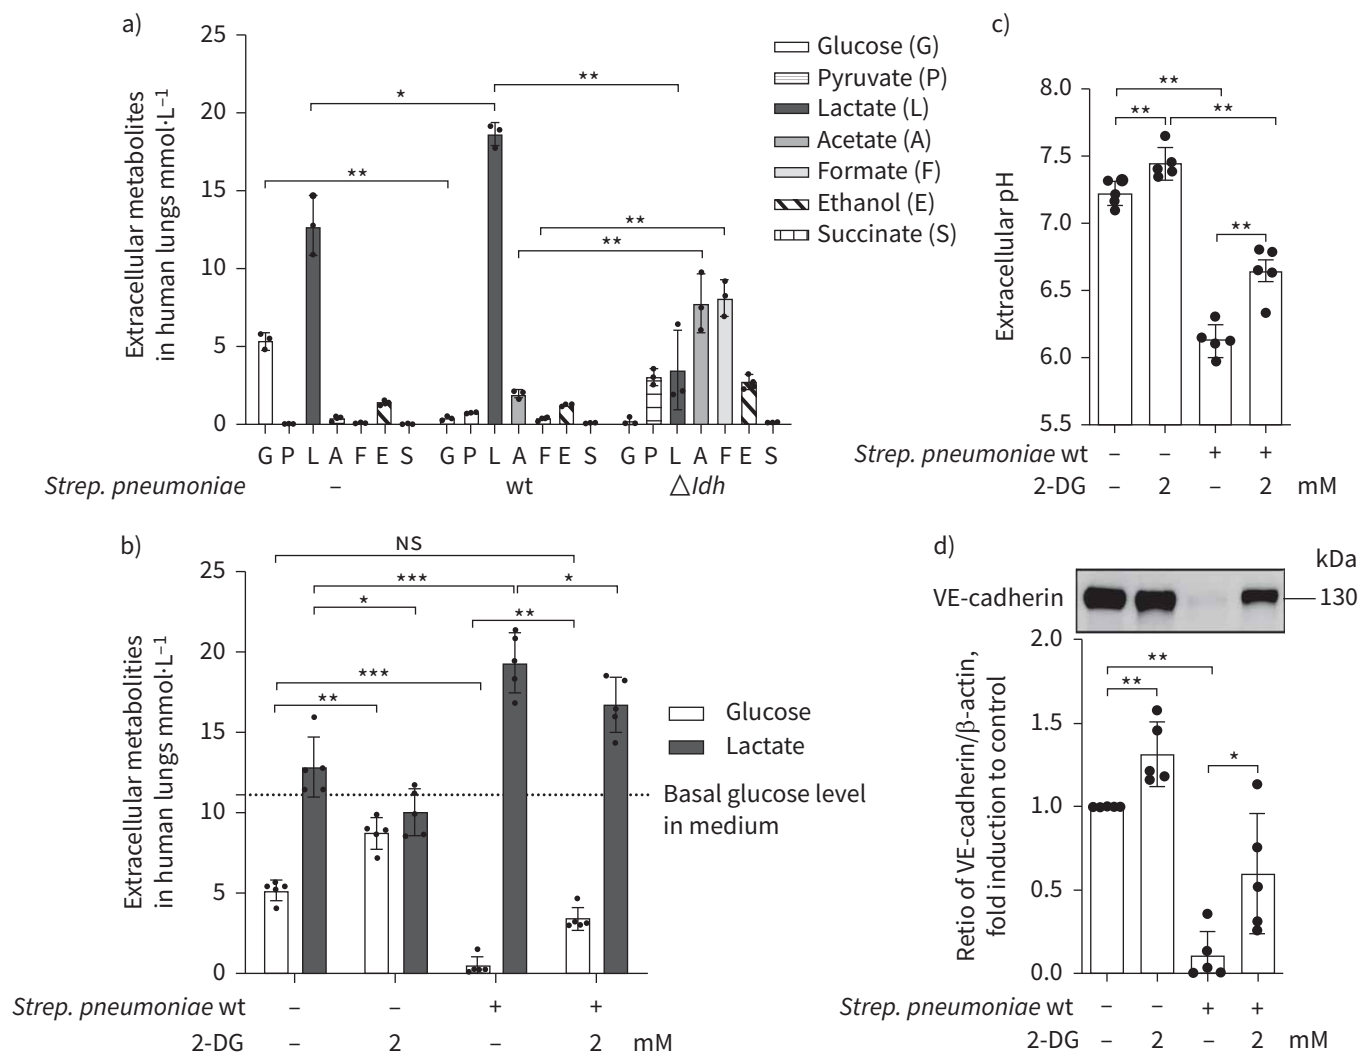 a)
Extracellular metabolites
in human lungs mmol·L⁻¹
25
20
15
10
5
0
**
*
**
**
**
Glucose (G)
Pyruvate (P)
Lactate (L)
Acetate (A)
Formate (F)
Ethanol (E)
Succinate (S)
G P L A F E S G P L A F E S G P L A F E S
Strep. pneumoniae – wt △ldh
c)
Extracellular pH
8.0
7.5
7.0
6.5
6.0
5.5
**
**
**
**
Strep. pneumoniae wt – – + +
2-DG – 2 – 2 mM
b)
Extracellular metabolities
in human lungs mmol·L⁻¹
25
20
15
10
5
0
NS
***
*
*
**
***
**
Glucose
Lactate
Basal glucose level
in medium
Strep. pneumoniae wt – – + +
2-DG – 2 – 2 mM
d)
kDa
VE-cadherin
130
Retio of VE-cadherin/β-actin,
fold induction to control
2.0
1.5
1.0
0.5
0.0
**
**
*
Strep. pneumoniae wt – – + +
2-DG – 2 – 2 mM